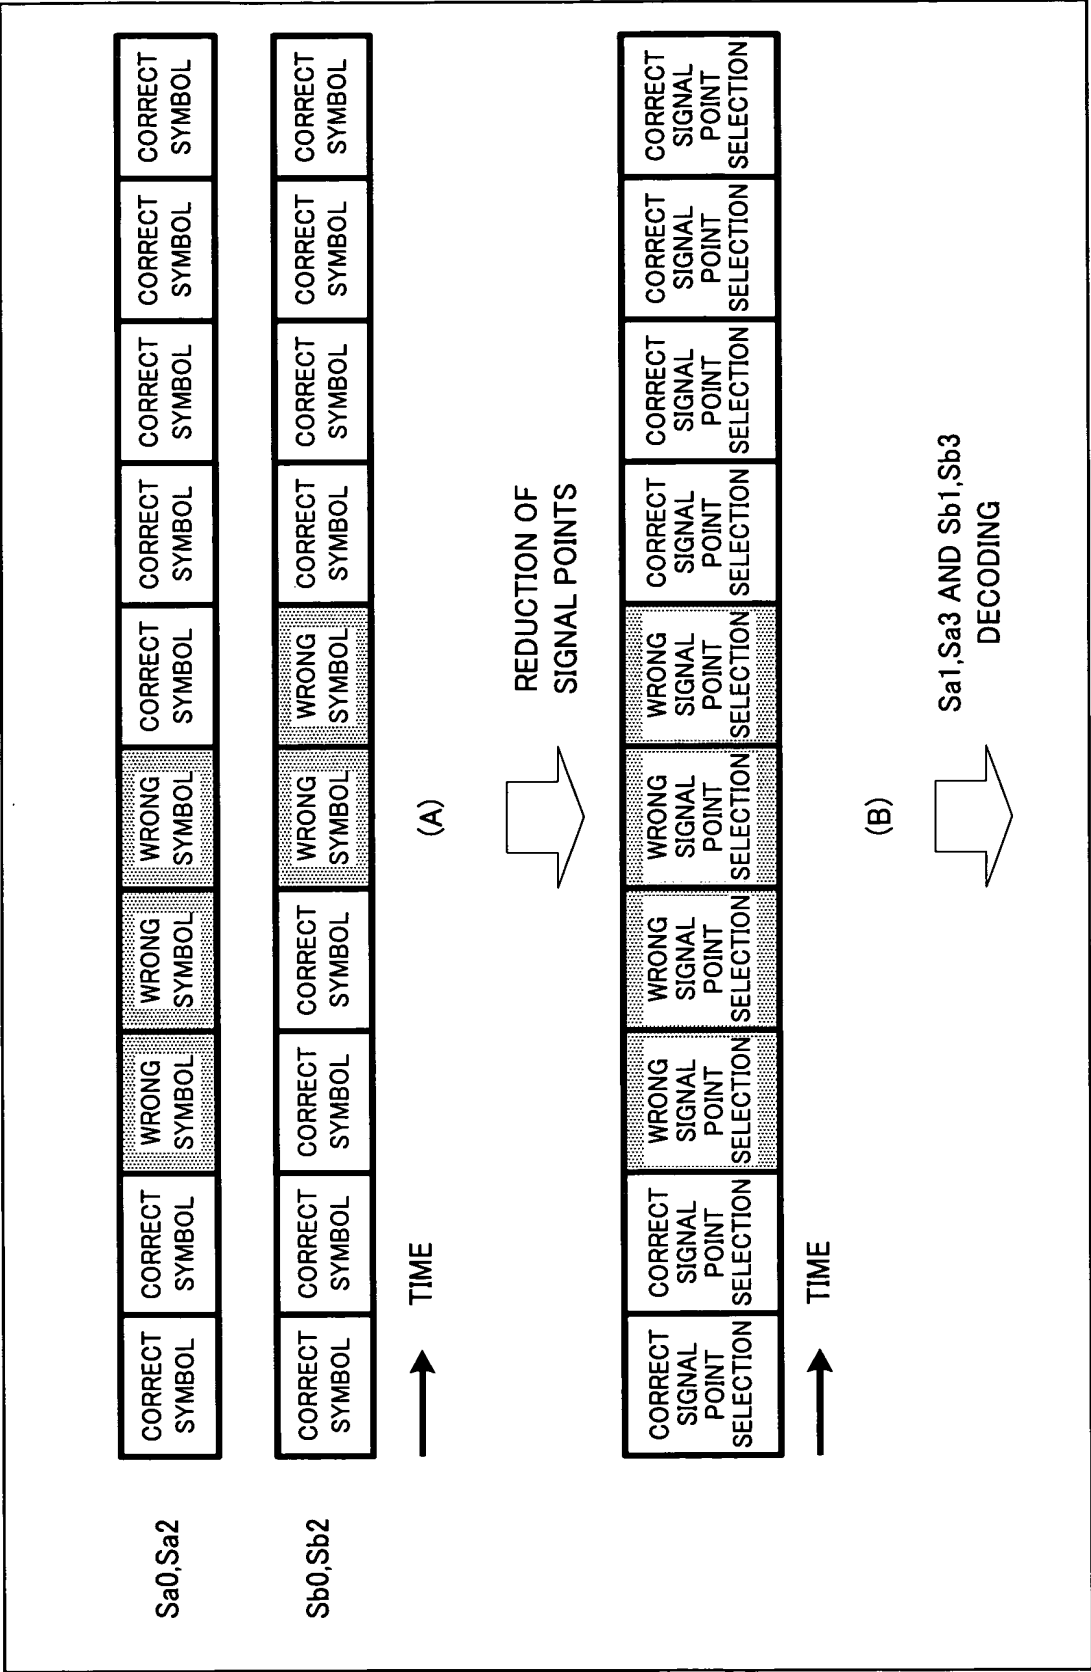 Sa0,Sa2
CORRECT
SYMBOL
CORRECT
SYMBOL
WRONG
SYMBOL
WRONG
SYMBOL
WRONG
SYMBOL
CORRECT
SYMBOL
CORRECT
SYMBOL
CORRECT
SYMBOL
CORRECT
SYMBOL
CORRECT
SYMBOL
Sb0,Sb2
CORRECT
SYMBOL
CORRECT
SYMBOL
CORRECT
SYMBOL
CORRECT
SYMBOL
WRONG
SYMBOL
WRONG
SYMBOL
CORRECT
SYMBOL
CORRECT
SYMBOL
CORRECT
SYMBOL
CORRECT
SYMBOL
TIME
(A)
REDUCTION OF
SIGNAL POINTS
CORRECT
SIGNAL
POINT
SELECTION
CORRECT
SIGNAL
POINT
SELECTION
WRONG
SIGNAL
POINT
SELECTION
WRONG
SIGNAL
POINT
SELECTION
WRONG
SIGNAL
POINT
SELECTION
WRONG
SIGNAL
POINT
SELECTION
CORRECT
SIGNAL
POINT
SELECTION
CORRECT
SIGNAL
POINT
SELECTION
CORRECT
SIGNAL
POINT
SELECTION
CORRECT
SIGNAL
POINT
SELECTION
TIME
(B)
Sa1,Sa3 AND Sb1,Sb3
DECODING